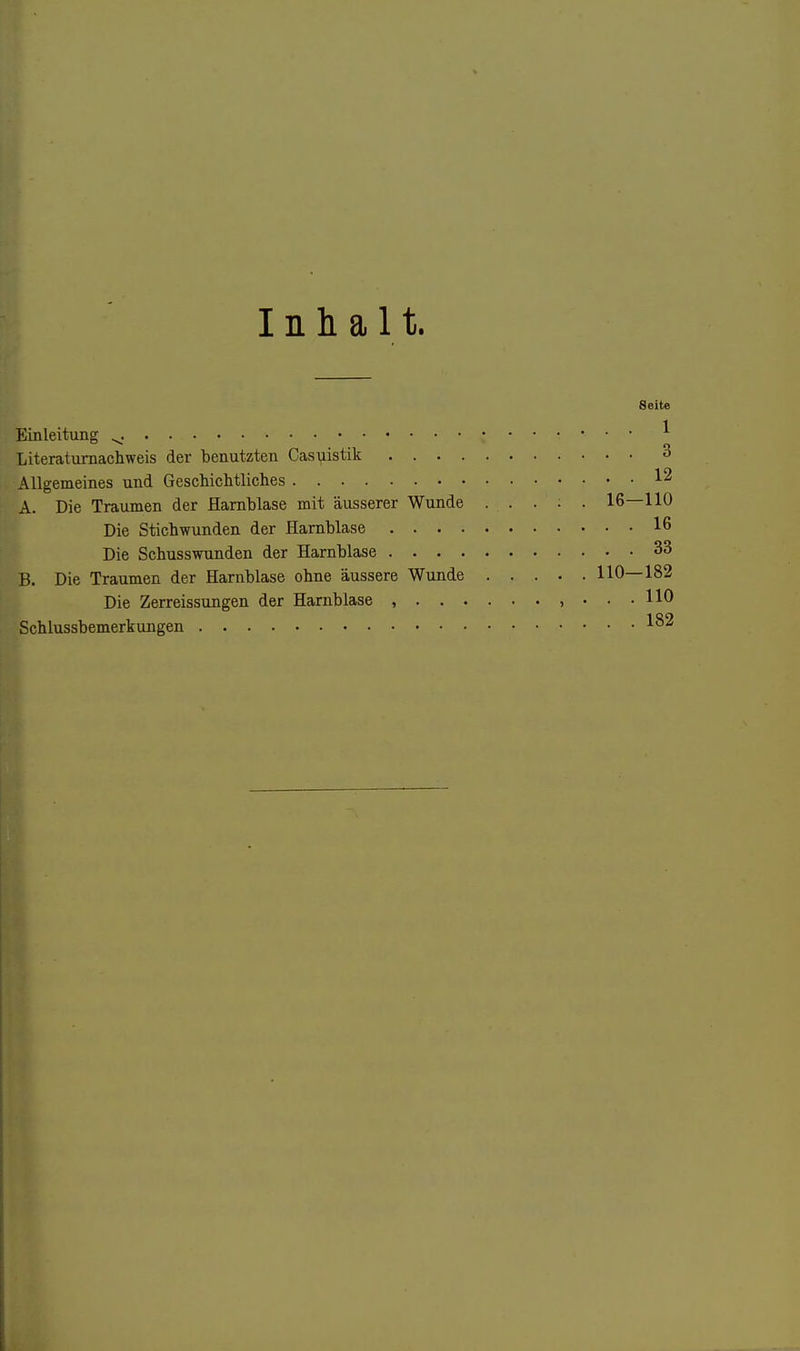 Inhalt.
Seite
Einleitung . . . . . . . . . . . . . . . . . . . . . . 1
Literaturnachweis der benutzten Casuistik . . . . . . . . . . . 3
Allgemeines und Geschichtliches . . . . . . . . . . . . . . . 12
A. Die Traumen der Harnblase mit äusserer Wunde . . . . . 16—110
Die Stichwunden der Harnblase . . . . . . . . . . . 16
Die Schusswunden der Harnblase . . . . . . . . . . . 33
B. Die Traumen der Harnblase ohne äussere Wunde . . . . . 110—182
Die Zerreissungen der Harnblase , . . . . . . . , . . . 110
Schlussbemerkungen . . . . . . . . . . . . . . . . . . . 182